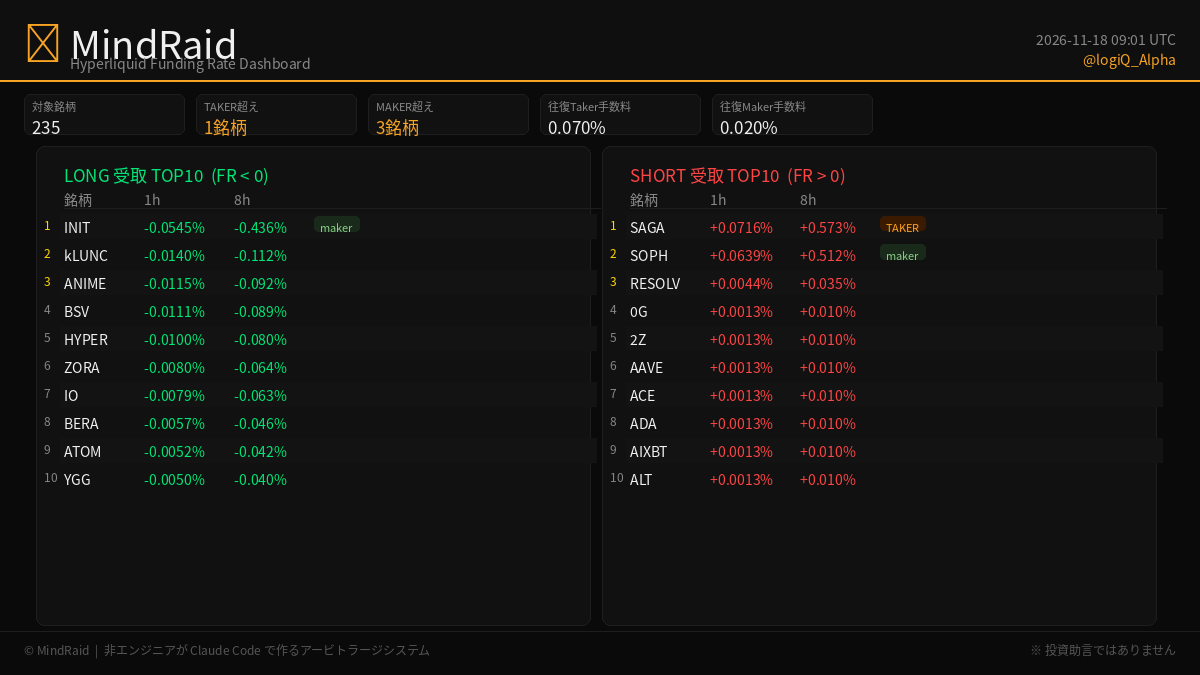 MindRaid
Hyperliquid Funding Rate Dashboard
2026-11-18 09:01 UTC
@logiQ_Alpha
対象銘柄
235
TAKER超え
1銘柄
MAKER超え
3銘柄
往復Taker手数料
0.070%
往復Maker手数料
0.020%
LONG 受取 TOP10 (FR < 0)
銘柄 1h 8h
1 INIT -0.0545% -0.436% maker
2 kLUNC -0.0140% -0.112%
3 ANIME -0.0115% -0.092%
4 BSV -0.0111% -0.089%
5 HYPER -0.0100% -0.080%
6 ZORA -0.0080% -0.064%
7 IO -0.0079% -0.063%
8 BERA -0.0057% -0.046%
9 ATOM -0.0052% -0.042%
10 YGG -0.0050% -0.040%
SHORT 受取 TOP10 (FR > 0)
銘柄 1h 8h
1 SAGA +0.0716% +0.573% TAKER
2 SOPH +0.0639% +0.512% maker
3 RESOLV +0.0044% +0.035%
4 0G +0.0013% +0.010%
5 2Z +0.0013% +0.010%
6 AAVE +0.0013% +0.010%
7 ACE +0.0013% +0.010%
8 ADA +0.0013% +0.010%
9 AIXBT +0.0013% +0.010%
10 ALT +0.0013% +0.010%
© MindRaid | 非エンジニアが Claude Code で作るアービトラージシステム
※ 投資助言ではありません